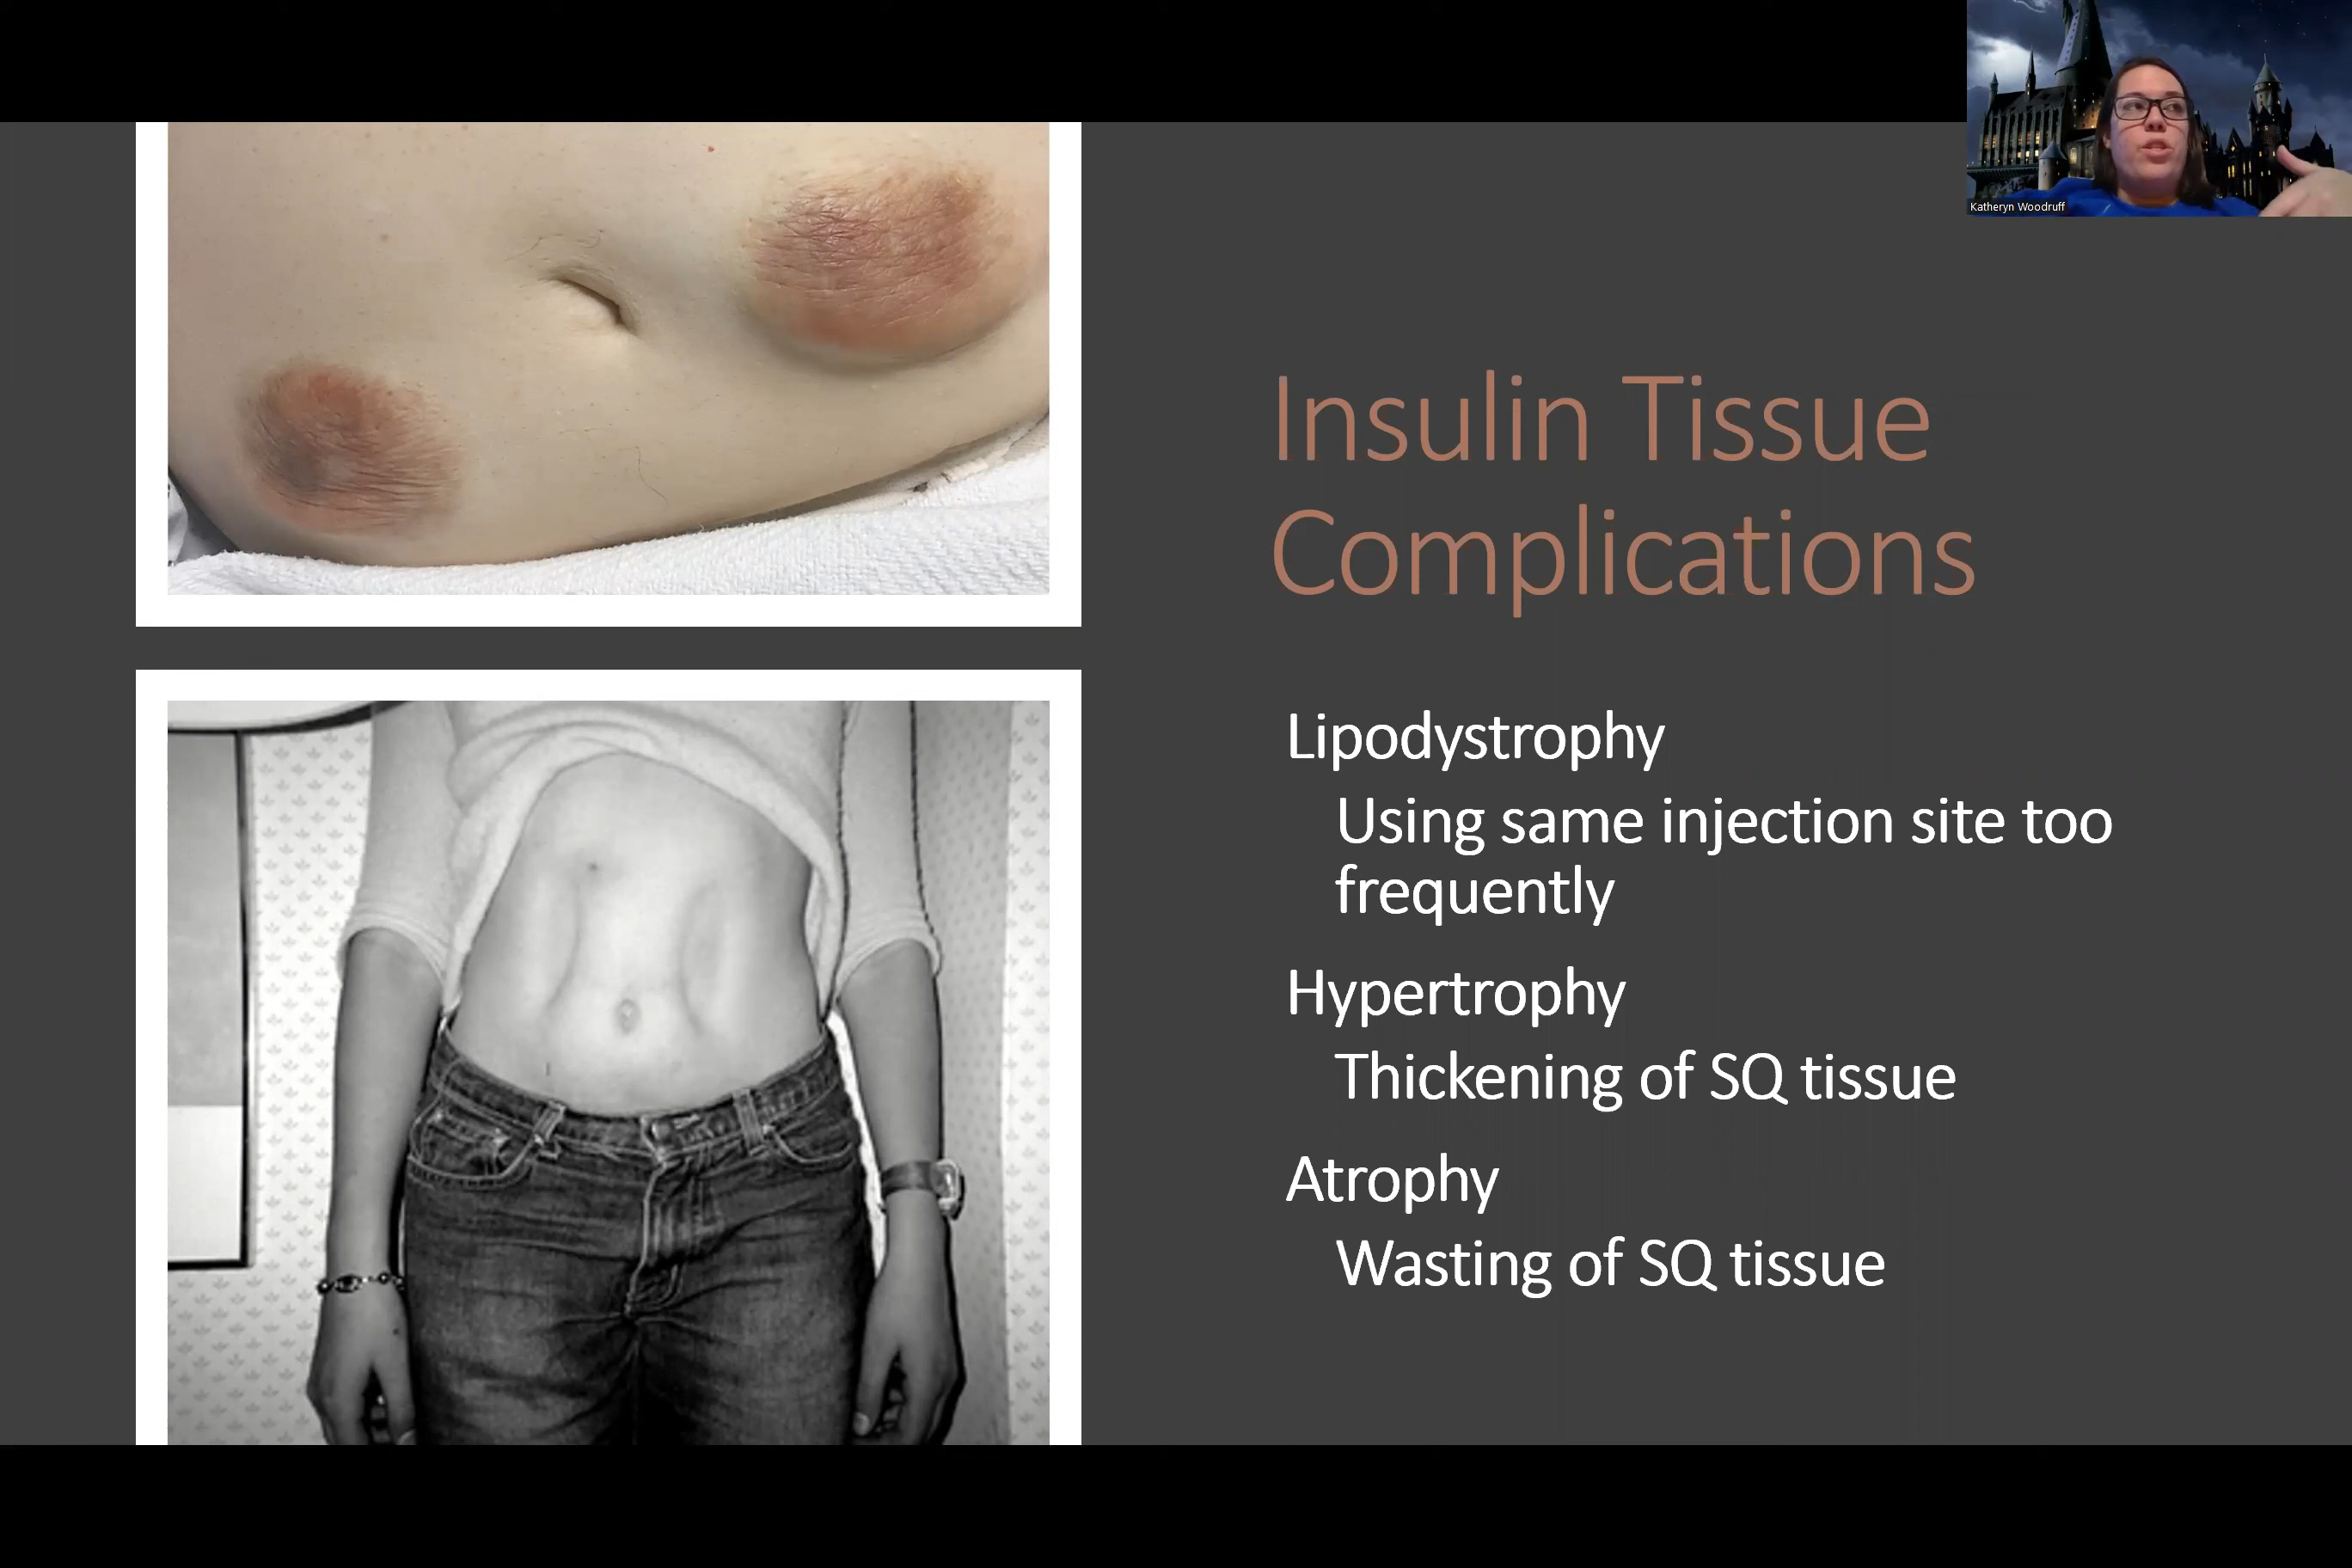 Katheryn Woodruff
Insulin Tissue
Complications
Lipodystrophy
Using same injection site too
frequently
Hypertrophy
Thickening of SQ tissue
Atrophy
Wasting of SQ tissue